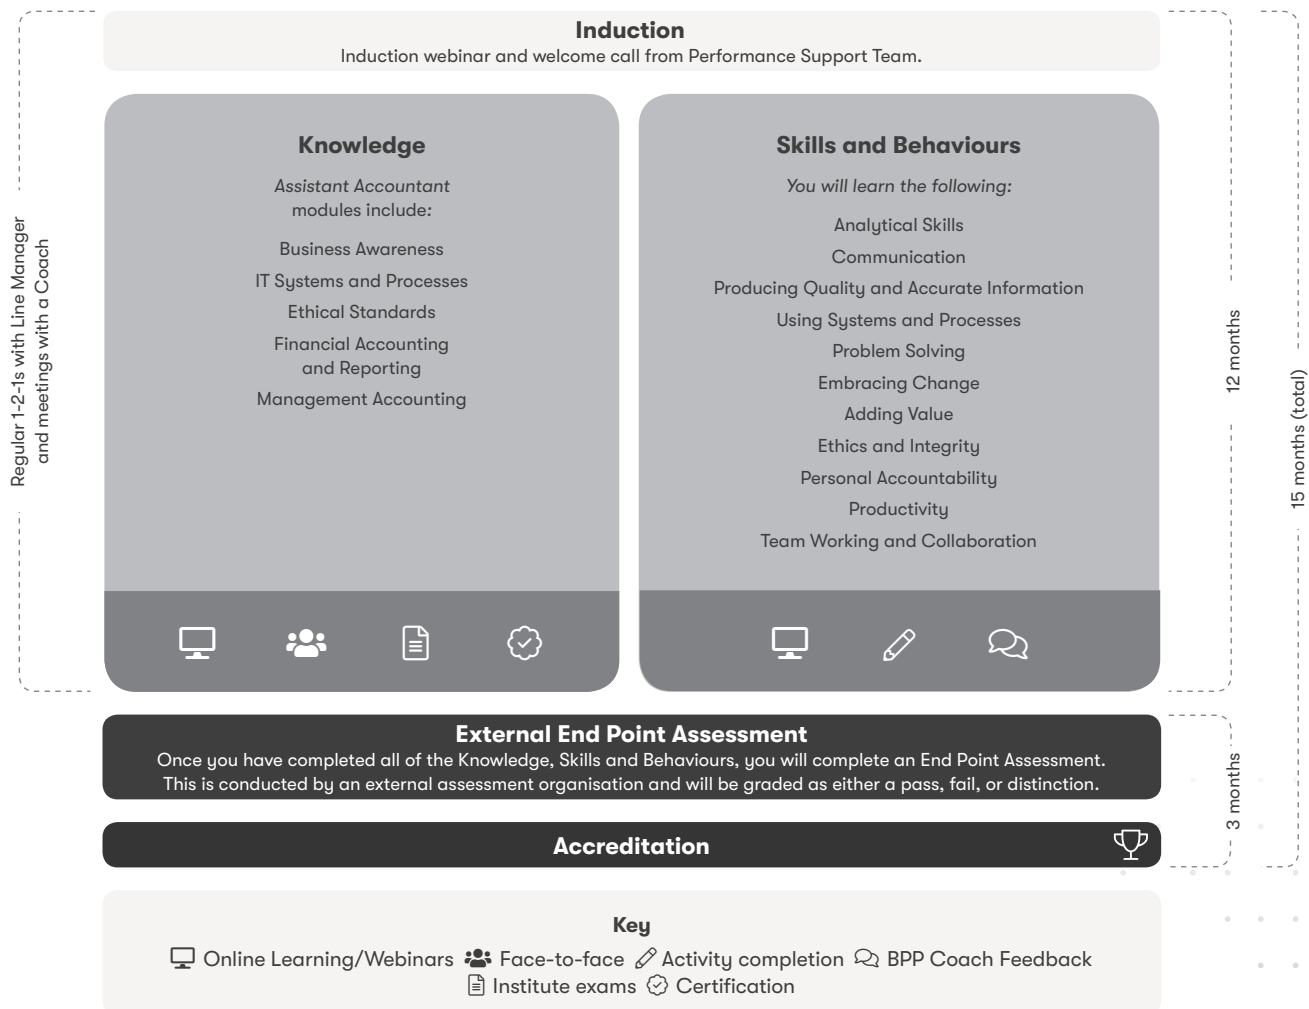 Induction
Induction webinar and welcome call from Performance Support Team.
Regular 1-2-1s with Line Manager
and meetings with a Coach
Knowledge
Assistant Accountant
modules include:
Business Awareness
IT Systems and Processes
Ethical Standards
Financial Accounting
and Reporting
Management Accounting
Skills and Behaviours
You will learn the following:
Analytical Skills
Communication
Producing Quality and Accurate Information
Using Systems and Processes
Problem Solving
Embracing Change
Adding Value
Ethics and Integrity
Personal Accountability
Productivity
Team Working and Collaboration
12 months
15 months (total)
External End Point Assessment
Once you have completed all of the Knowledge, Skills and Behaviours, you will complete an End Point Assessment.
This is conducted by an external assessment organisation and will be graded as either a pass, fail, or distinction.
3 months
Accreditation
Key
Online Learning/Webinars Face-to-face Activity completion BPP Coach Feedback
Institute exams Certification